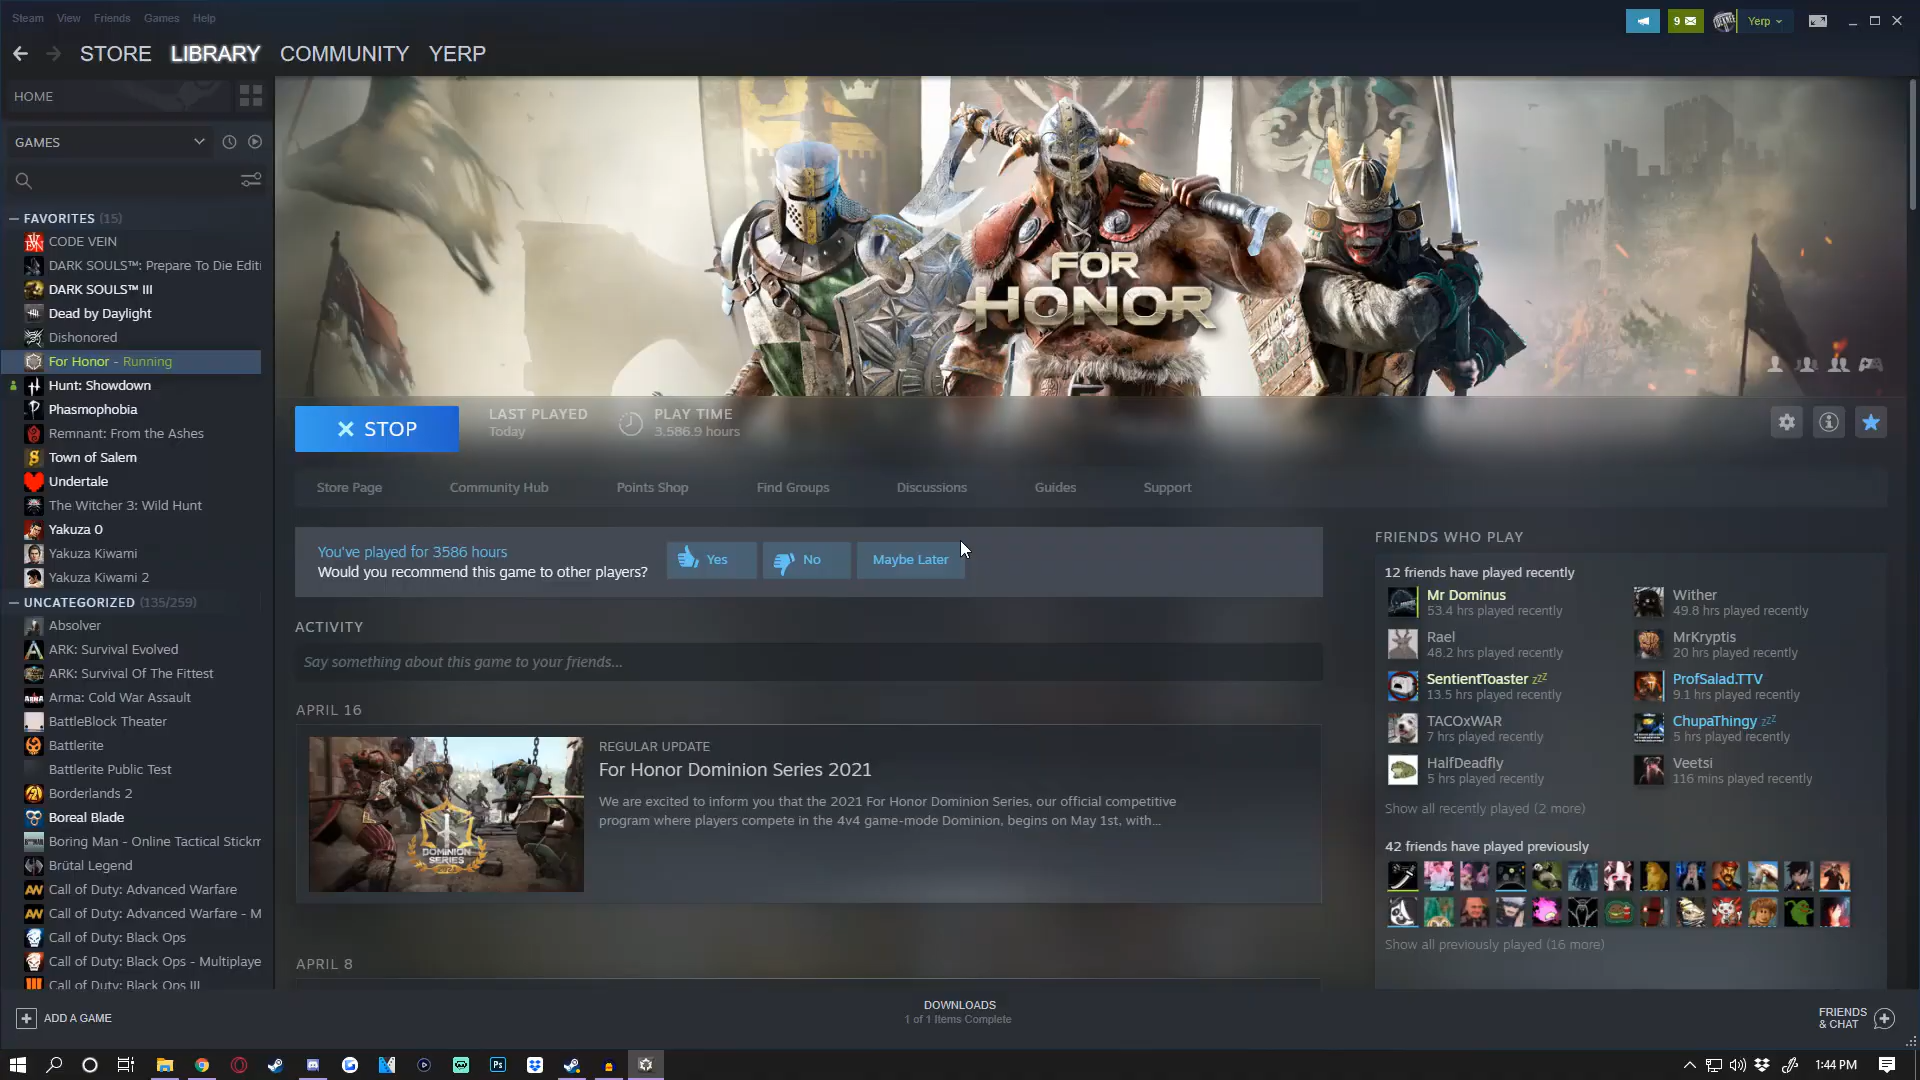 Steam View Friends Games Help
9
Yerp
STORE LIBRARY COMMUNITY YERP
HOME
GAMES
FAVORITES (15)
CODE VEIN
DARK SOULS™: Prepare To Die Editi
DARK SOULS™ III
Dead by Daylight
Dishonored
For Honor - Running
Hunt: Showdown
Phasmophobia
Remnant: From the Ashes
Town of Salem
Undertale
The Witcher 3: Wild Hunt
Yakuza 0
Yakuza Kiwami
Yakuza Kiwami 2
UNCATEGORIZED (135/259)
Absolver
ARK: Survival Evolved
ARK: Survival Of The Fittest
Arma: Cold War Assault
BattleBlock Theater
Battlerite
Battlerite Public Test
Borderlands 2
Boreal Blade
Boring Man - Online Tactical Stickm
Brütal Legend
Call of Duty: Advanced Warfare
Call of Duty: Advanced Warfare - M
Call of Duty: Black Ops
Call of Duty: Black Ops - Multiplaye
Call of Duty: Black Ops III
ADD A GAME
FOR
HONOR
STOP
LAST PLAYED
Today
PLAY TIME
3,586.9 hours
Store Page
Community Hub
Points Shop
Find Groups
Discussions
Guides
Support
You've played for 3586 hours
Would you recommend this game to other players?
Yes
No
Maybe Later
ACTIVITY
Say something about this game to your friends...
APRIL 16
DOMINION
SERIES
REGULAR UPDATE
For Honor Dominion Series 2021
We are excited to inform you that the 2021 For Honor Dominion Series, our official competitive
program where players compete in the 4v4 game-mode Dominion, begins on May 1st, with...
APRIL 8
FRIENDS WHO PLAY
12 friends have played recently
Mr Dominus
53.4 hrs played recently
Wither
49.8 hrs played recently
Rael
48.2 hrs played recently
MrKryptis
20 hrs played recently
SentientToaster zzz
13.5 hrs played recently
ProfSalad.TTV
9.1 hrs played recently
TACOxWAR
7 hrs played recently
ChupaThingy zzz
5 hrs played recently
HalfDeadfly
5 hrs played recently
Veetsi
116 mins played recently
Show all recently played (2 more)
42 friends have played previously
Show all previously played (16 more)
DOWNLOADS
1 of 1 Items Complete
FRIENDS
& CHAT
Ps
1:44 PM